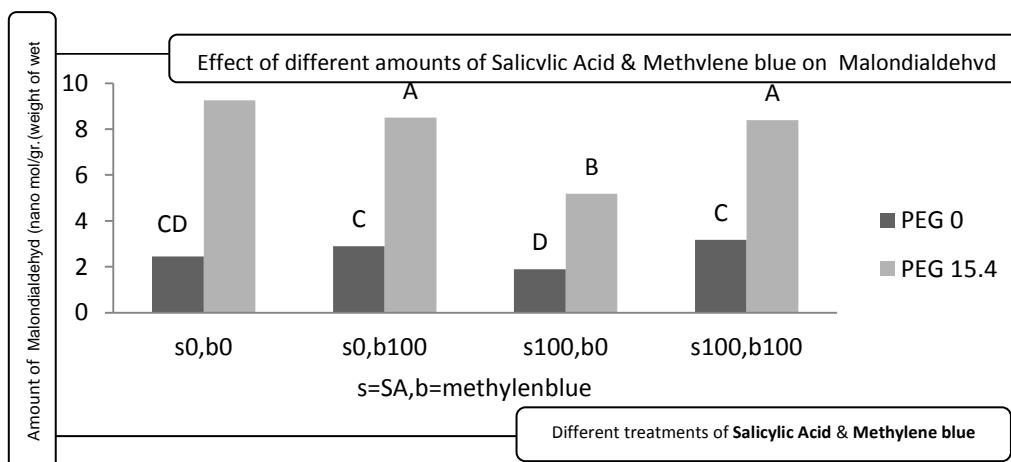 Effect of different amounts of Salicylic Acid & Methylene blue on Malondialdehyd
Amount of Malondialdehyd (nano mol/gr.(weight of wet
10
8
6
4
2
0
CD
A
C
B
D
A
C
PEG 0
PEG 15.4
s0,b0 s0,b100 s100,b0 s100,b100
s=SA,b=methylenblue
Different treatments of Salicylic Acid & Methylene blue